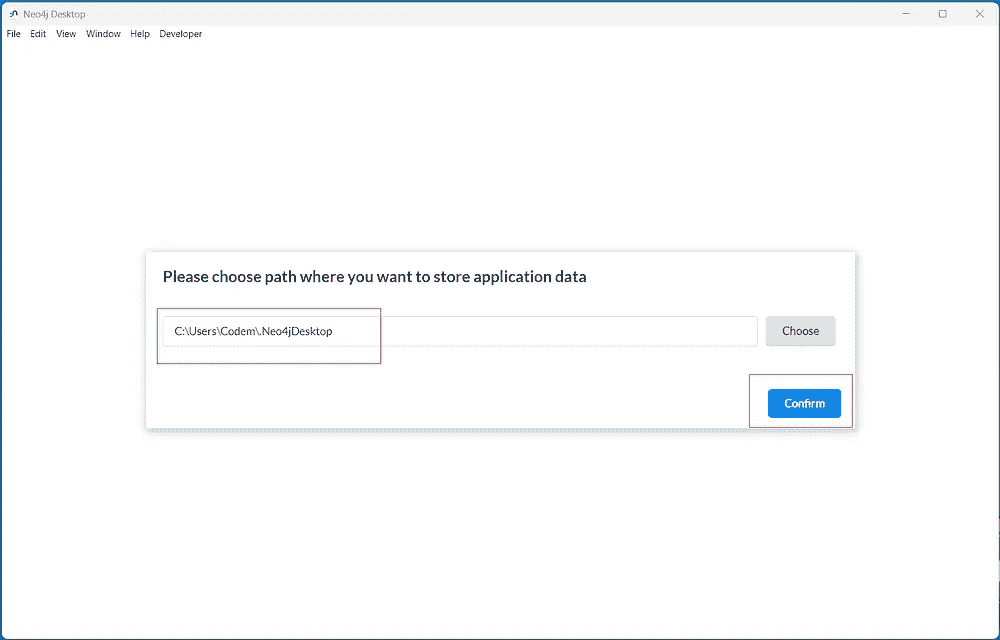 Neo4j Desktop
File Edit View Window Help Developer
Please choose path where you want to store application data
C:\Users\Codem\.Neo4jDesktop
Choose
Confirm